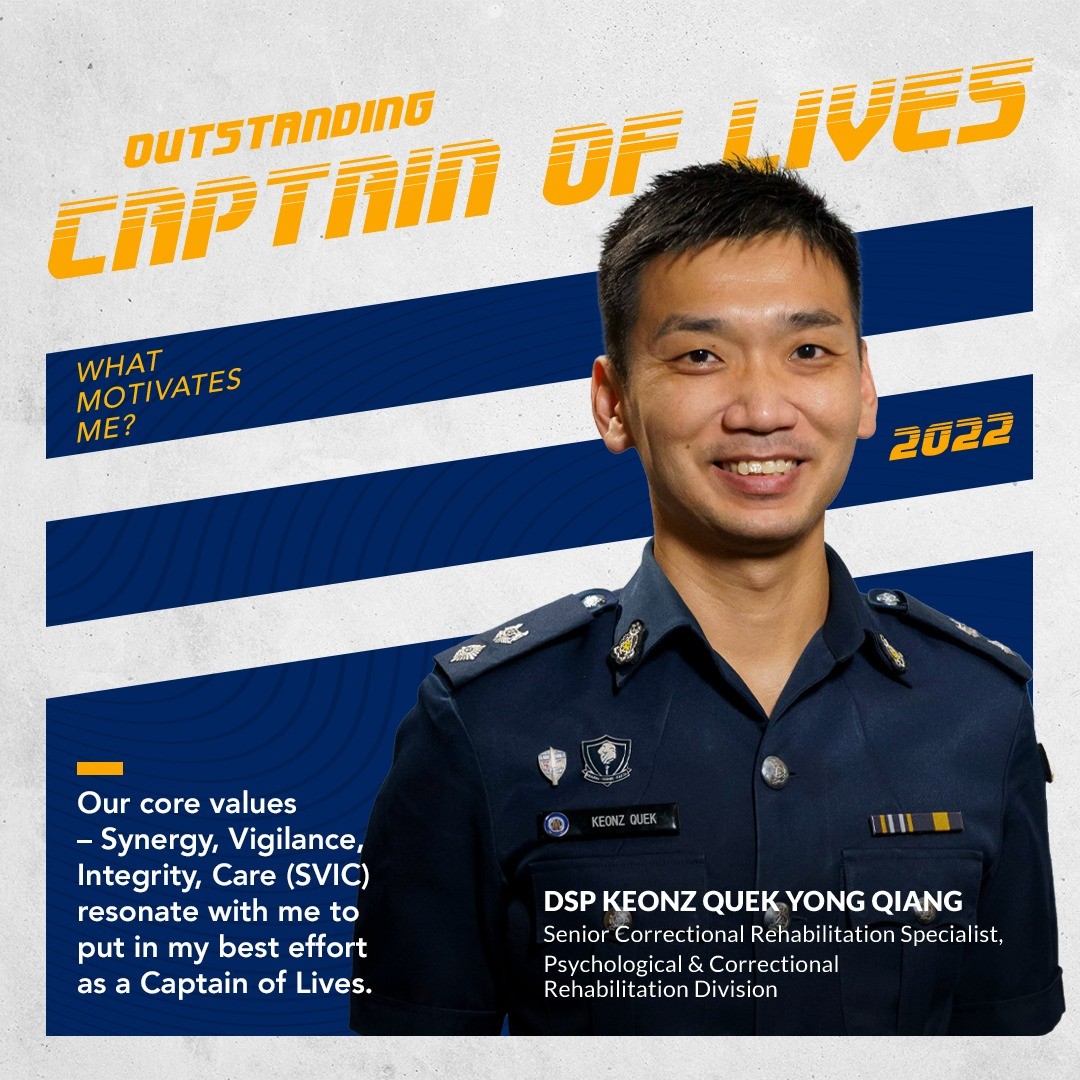 OUTSTANDING
CAPTAIN OF LIVES
WHAT
MOTIVATES
ME?
2022
KEONZ QUEK
Our core values
– Synergy, Vigilance,
Integrity, Care (SVIC)
resonate with me to
put in my best effort
as a Captain of Lives.
DSP KEONZ QUEK YONG QIANG
Senior Correctional Rehabilitation Specialist,
Psychological & Correctional
Rehabilitation Division